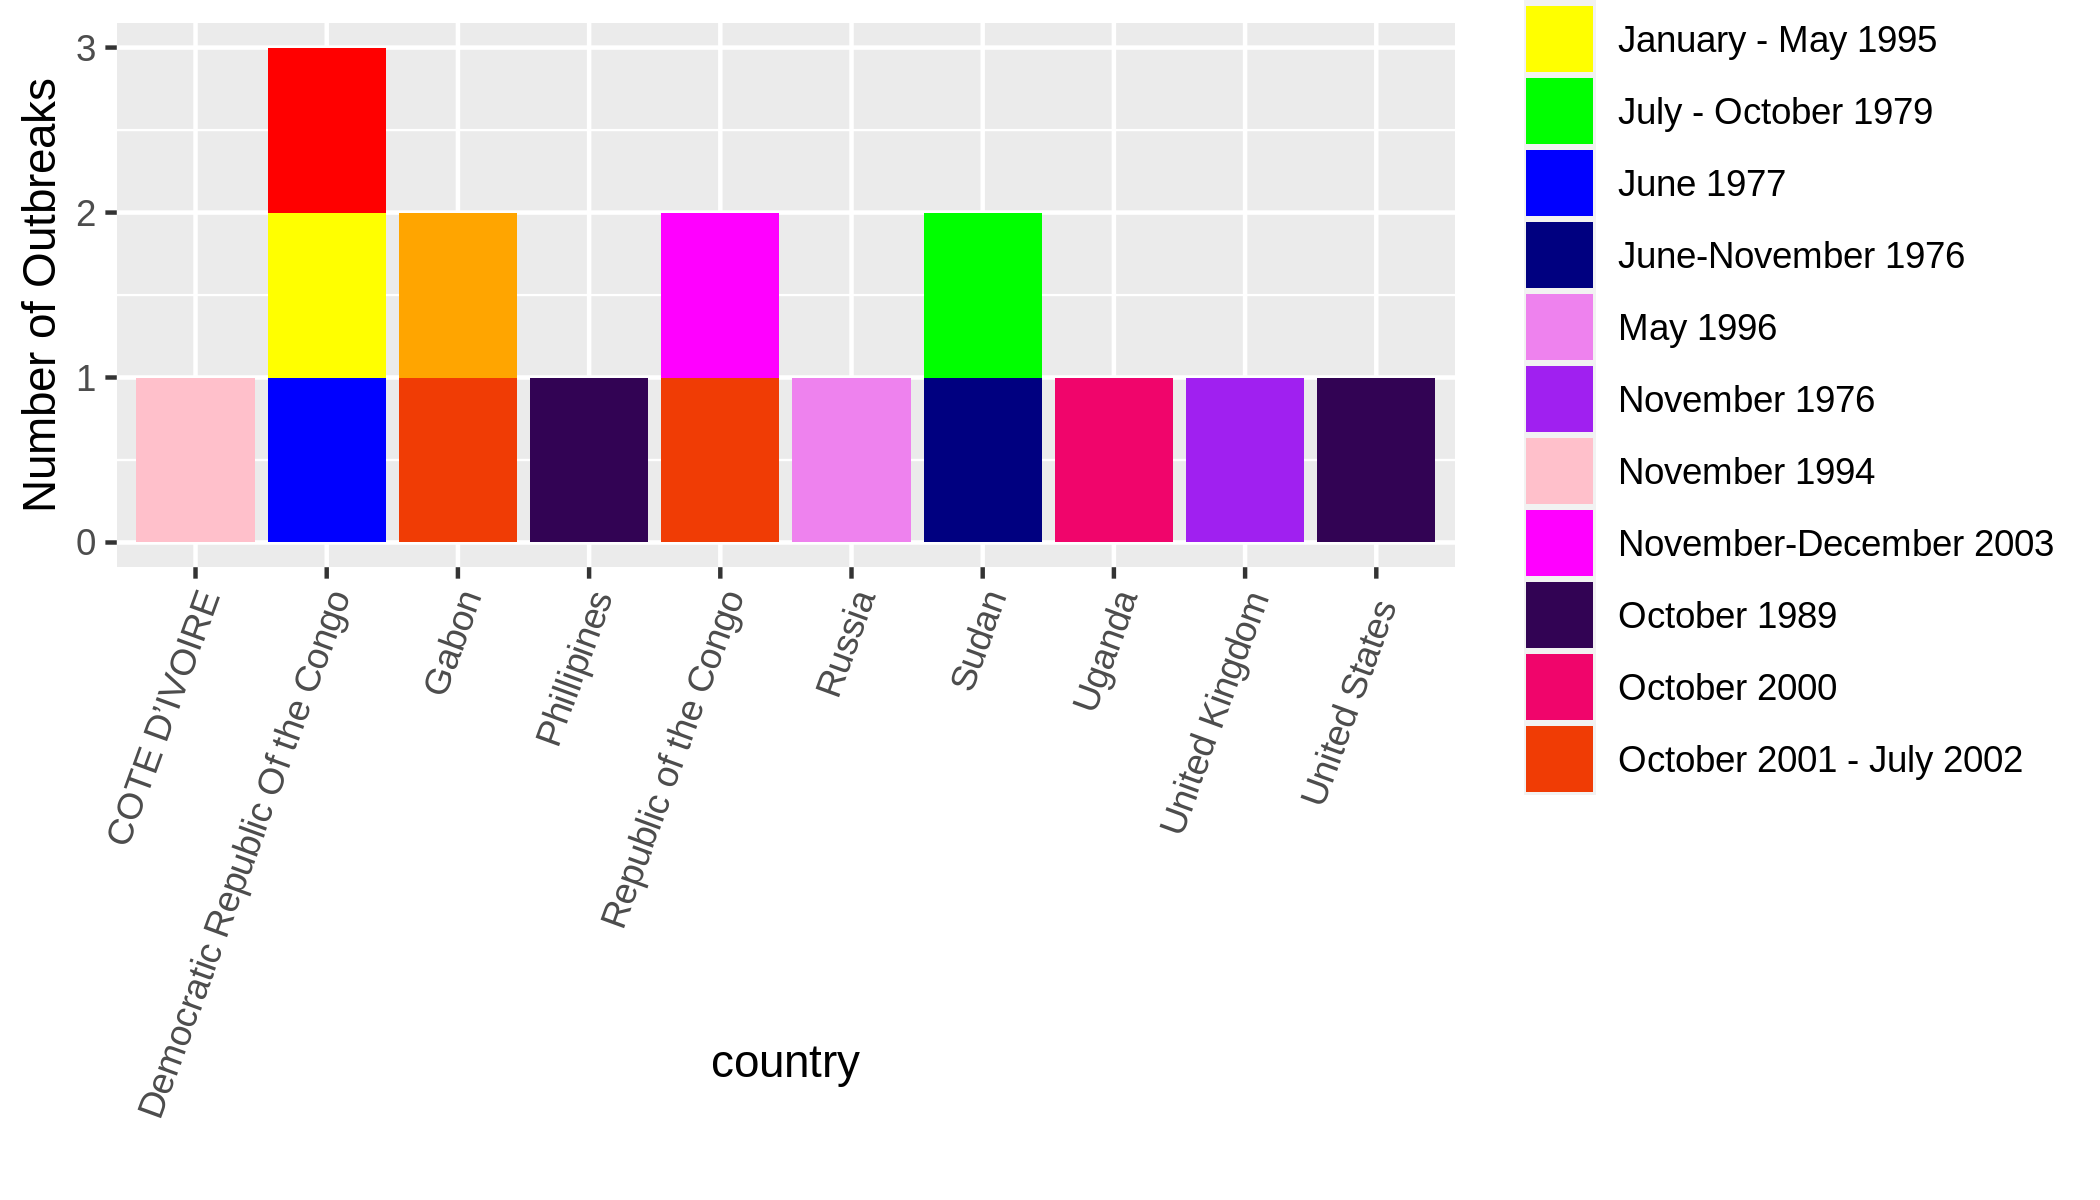 Number of Outbreaks
3
2
1
0
COTE D'IVOIRE
Democratic Republic Of the Congo
Gabon
Phillipines
Republic of the Congo
Russia
Sudan
Uganda
United Kingdom
United States
country
January - May 1995
July - October 1979
June 1977
June-November 1976
May 1996
November 1976
November 1994
November-December 2003
October 1989
October 2000
October 2001 - July 2002